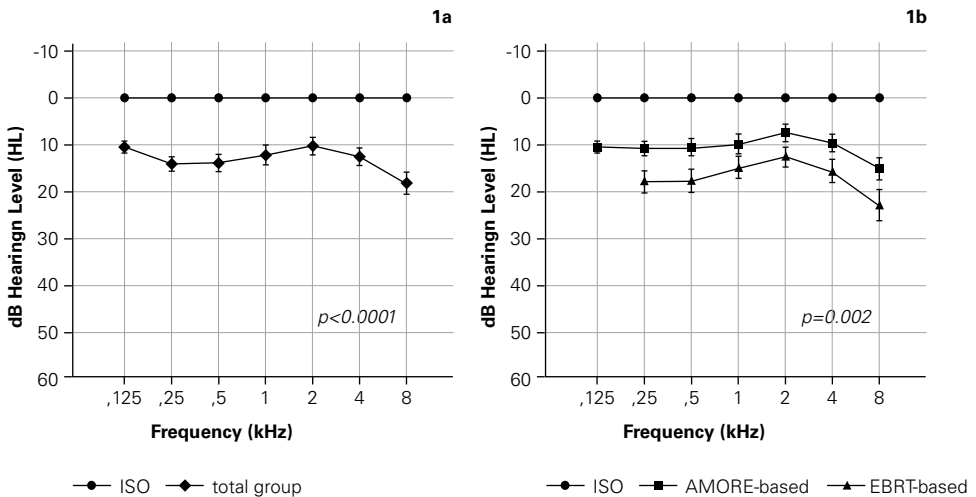 1a
-10
0
10
20
30
40
50
60
dB Hearingn Level (HL)
p<0.0001
,125 ,25 ,5 1 2 4 8
Frequency (kHz)
ISO total group
1b
-10
0
10
20
30
40
50
60
dB Hearingn Level (HL)
p=0.002
,125 ,25 ,5 1 2 4 8
Frequency (kHz)
ISO AMORE-based EBRT-based